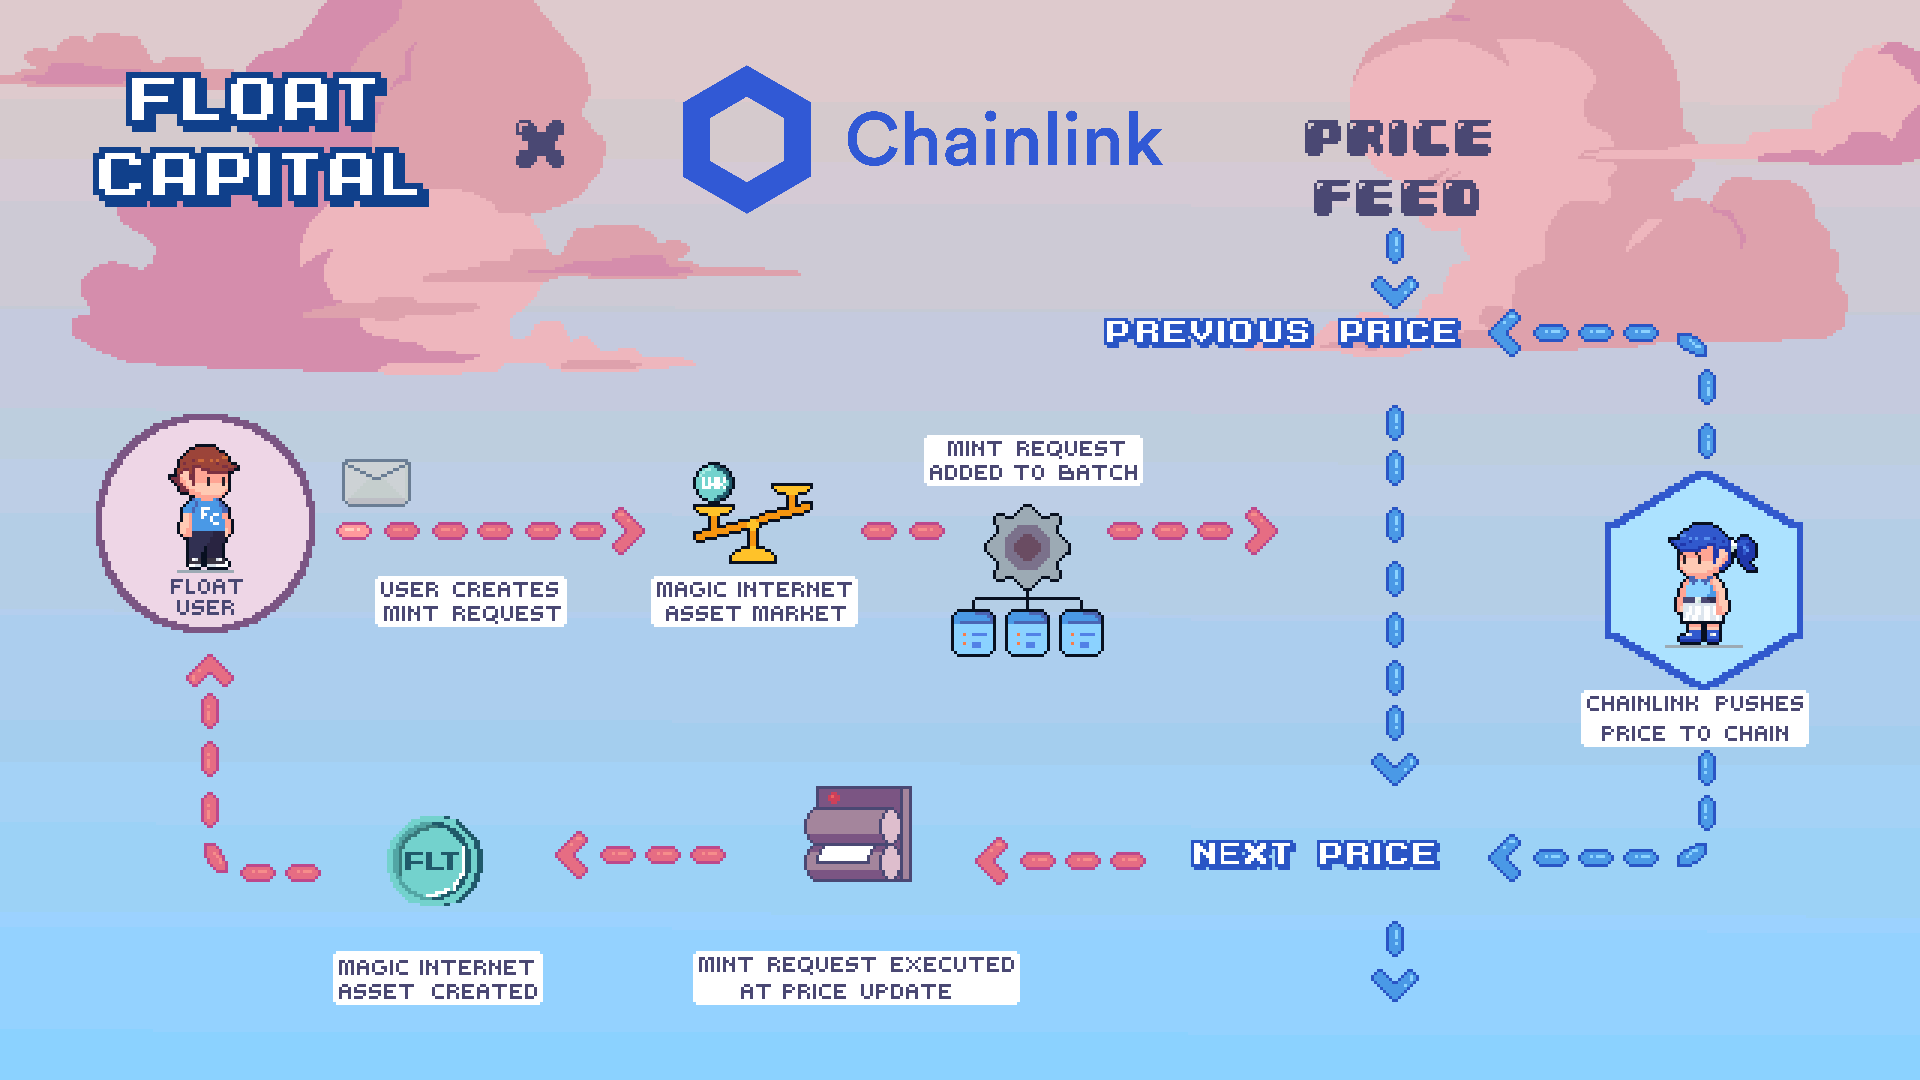 FLOAT
CAPITAL
X
Chainlink
PRICE
FEED
PREVIOUS PRICE
MINT REQUEST
ADDED TO BATCH
FC
FLOAT
USER
USER CREATES
MINT REQUEST
MAGIC INTERNET
ASSET MARKET
CHAINLINK PUSHES
PRICE TO CHAIN
NEXT PRICE
FLT
MAGIC INTERNET
ASSET CREATED
MINT REQUEST EXECUTED
AT PRICE UPDATE